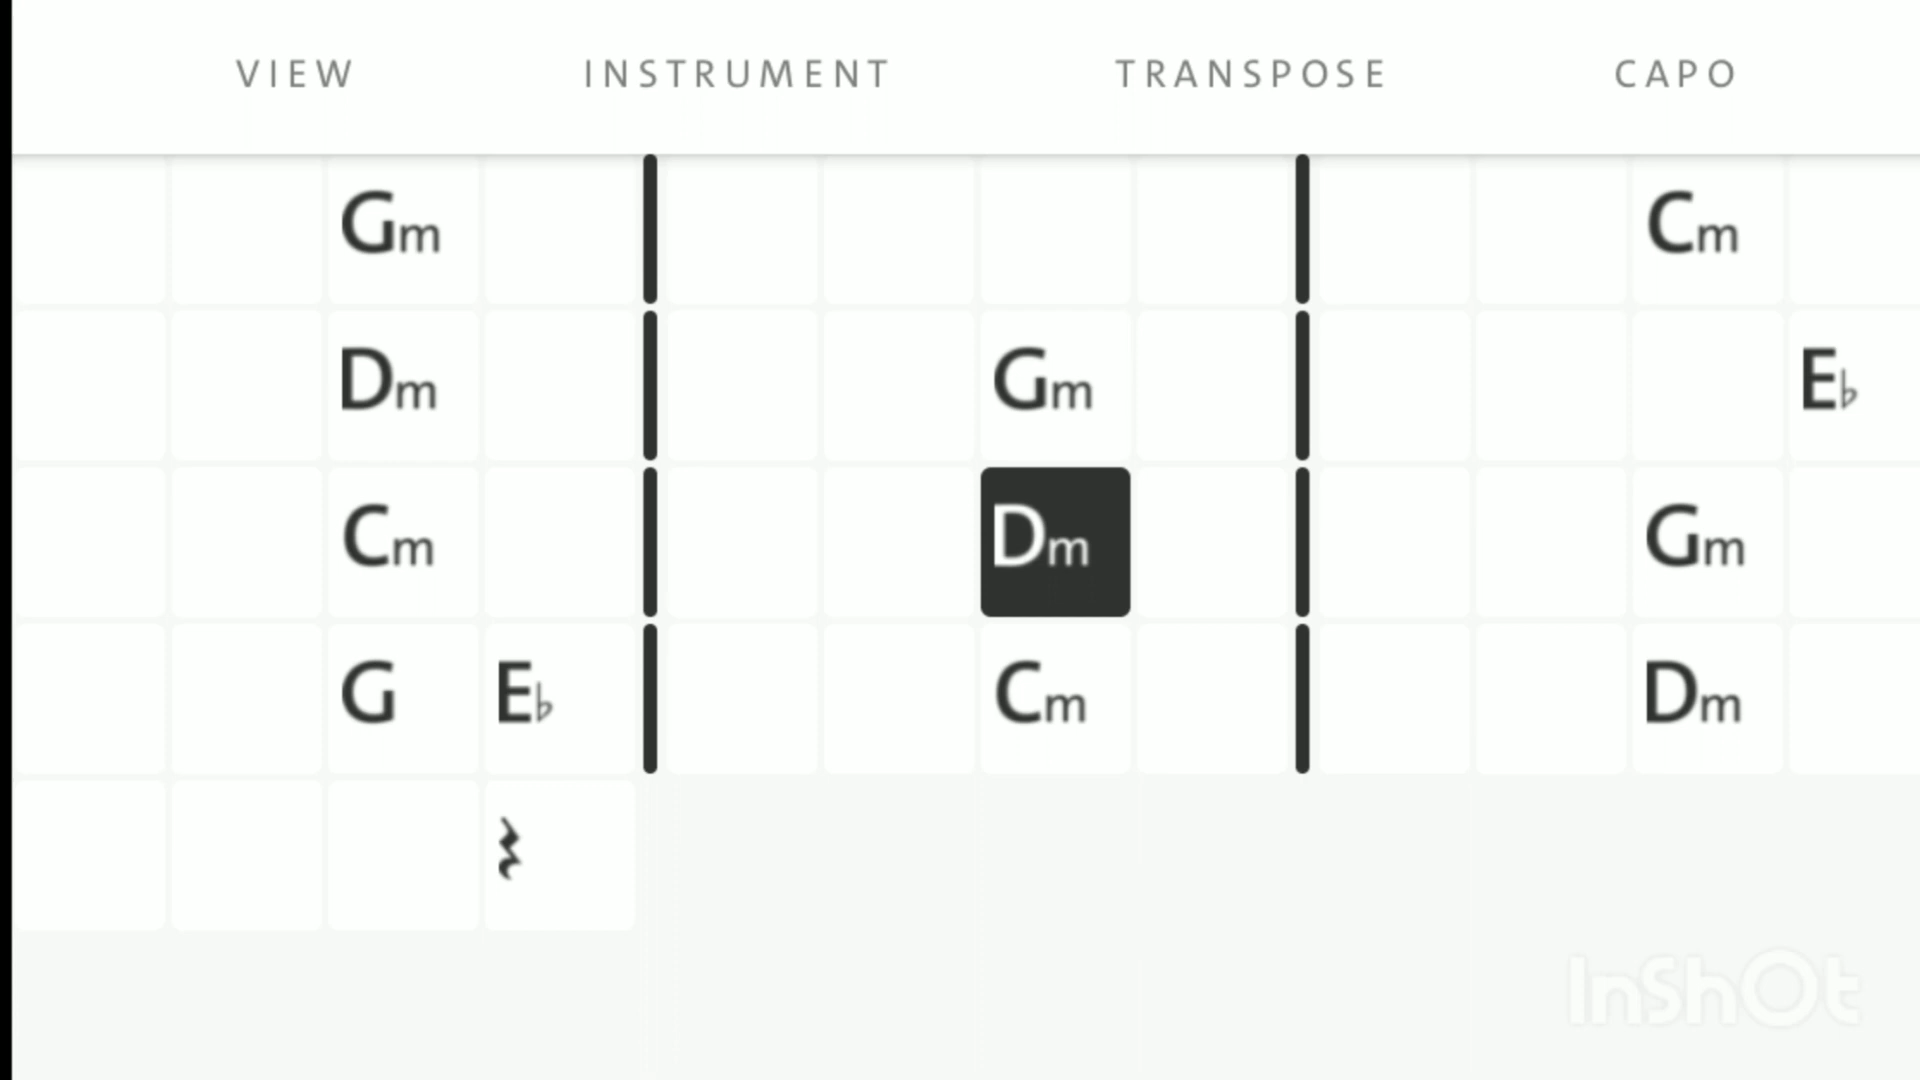 VIEW INSTRUMENT TRANSPOSE CAPO
Gm Cm
Dm Gm E♭
Cm Dm Gm
G E♭ Cm Dm
𝄽
InShOt